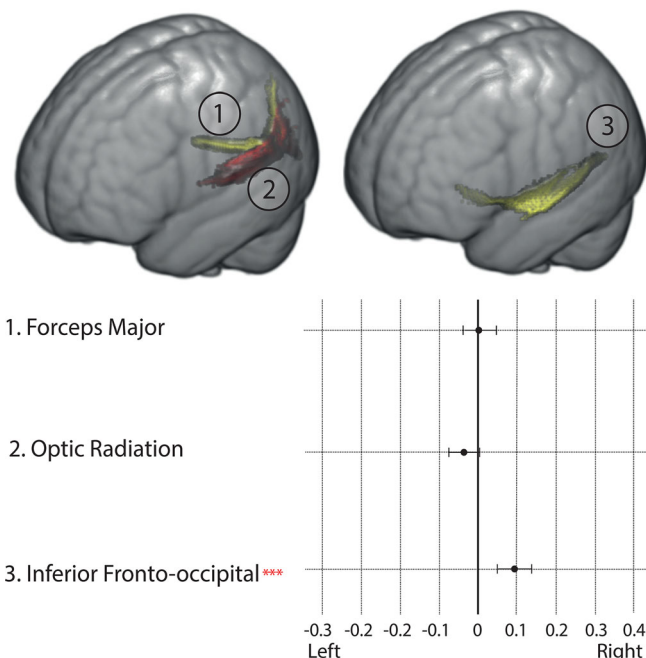 1
3
2
1. Forceps Major
2. Optic Radiation
3. Inferior Fronto-occipital ***
-0.3 -0.2 -0.2 -0.1 0 0.1 0.2 0.3 0.4
Left Right